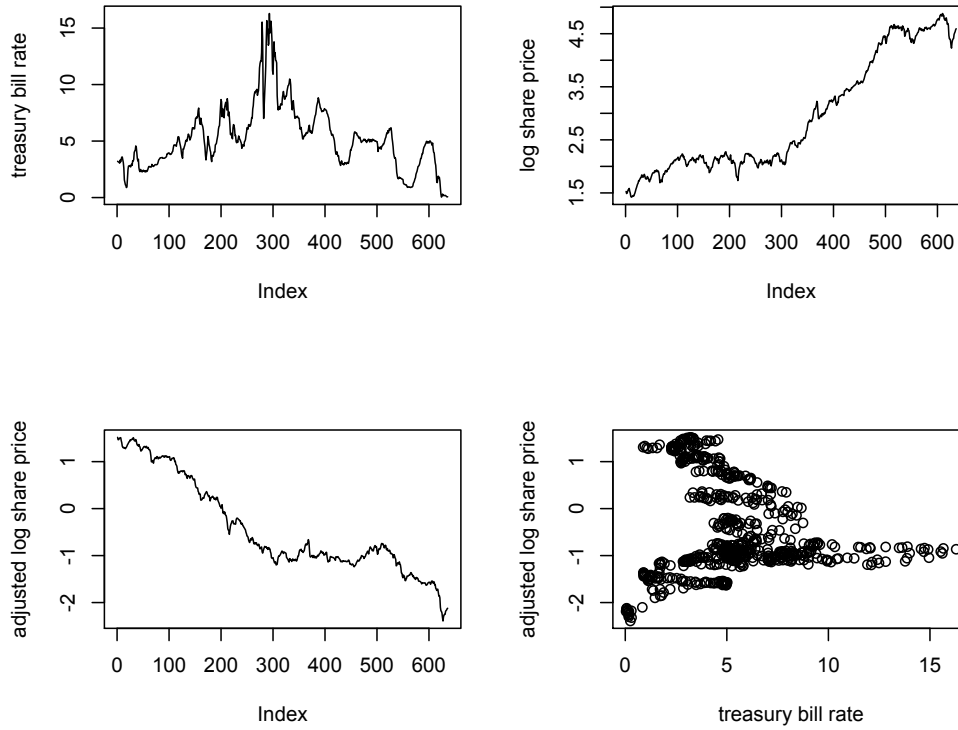 treasury bill rate
15
10
5
0
0 100 200 300 400 500 600
Index
log share price
4.5
3.5
2.5
1.5
0 100 200 300 400 500 600
Index
adjusted log share price
1
0
-1
-2
0 100 200 300 400 500 600
Index
adjusted log share price
1
0
-1
-2
0 5 10 15
treasury bill rate